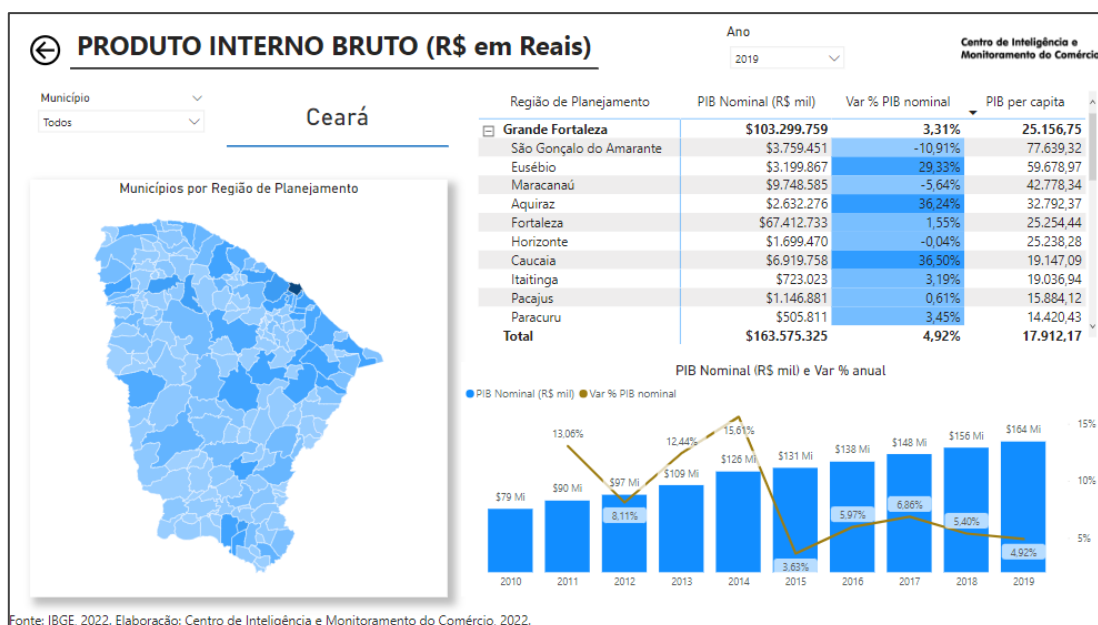 PRODUTO INTERNO BRUTO (R$ em Reais)
Ano
2019
Centro de Inteligência e
Monitoramento do Comércio
Município
Todos
Ceará
Municípios por Região de Planejamento
Região de Planejamento PIB Nominal (R$ mil) Var % PIB nominal PIB per capita
Grande Fortaleza $103.299.759 3,31% 25.156,75
São Gonçalo do Amarante $3.759.451 -10,91% 77.639,32
Eusébio $3.199.867 29,33% 59.678,97
Maracanaú $9.748.585 -5,64% 42.778,34
Aquiraz $2.632.276 36,24% 32.792,37
Fortaleza $67.412.733 1,55% 25.254,44
Horizonte $1.699.470 -0,04% 25.238,28
Caucaia $6.919.758 36,50% 19.147,09
Itaitinga $723.023 3,19% 19.036,94
Pacajus $1.146.881 0,61% 15.884,12
Paracuru $505.811 3,45% 14.420,43
Total $163.575.325 4,92% 17.912,17
PIB Nominal (R$ mil) e Var % anual
PIB Nominal (R$ mil) Var % PIB nominal
$79 Mi $90 Mi $97 Mi $109 Mi $126 Mi $131 Mi $138 Mi $148 Mi $156 Mi $164 Mi
13.06% 8,11% 12,44% 15,61% 3,63% 5,97% 6,86% 5,40% 4,92%
15%
10%
5%
2010 2011 2012 2013 2014 2015 2016 2017 2018 2019
Fonte: IBGE, 2022. Elaboração: Centro de Inteligência e Monitoramento do Comércio, 2022.